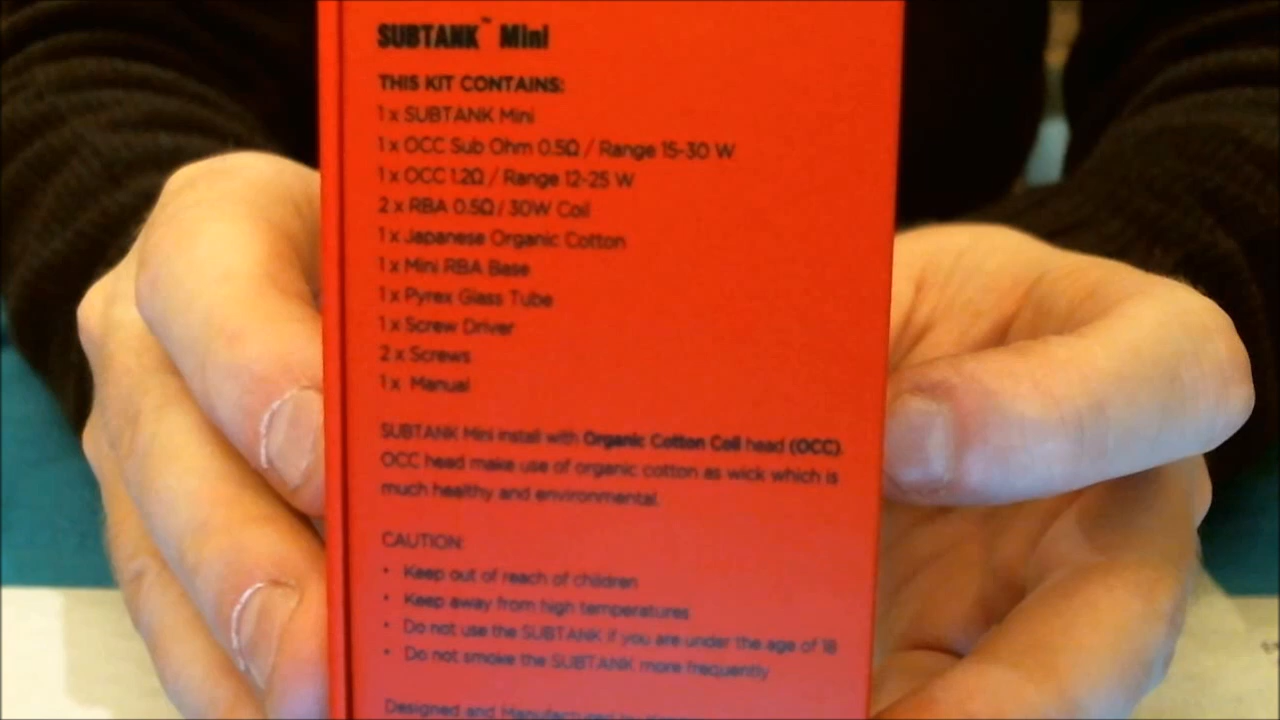 SUBTANK™ Mini
THIS KIT CONTAINS:
1 x SUBTANK Mini
1 x OCC Sub Ohm 0.5Ω / Range 15-30 W
1 x OCC 1.2Ω / Range 12-25 W
2 x RBA 0.5Ω / 30W Coil
1 x Japanese Organic Cotton
1 x Mini RBA Base
1 x Pyrex Glass Tube
1 x Screw Driver
2 x Screws
1 x Manual
SUBTANK Mini install with Organic Cotton Coil head (OCC).
OCC head make use of organic cotton as wick which is
much healthy and environmental.
CAUTION:
• Keep out of reach of children
• Keep away from high temperatures
• Do not use the SUBTANK if you are under the age of 18
• Do not smoke the SUBTANK more frequently
Designed and Manufactured by